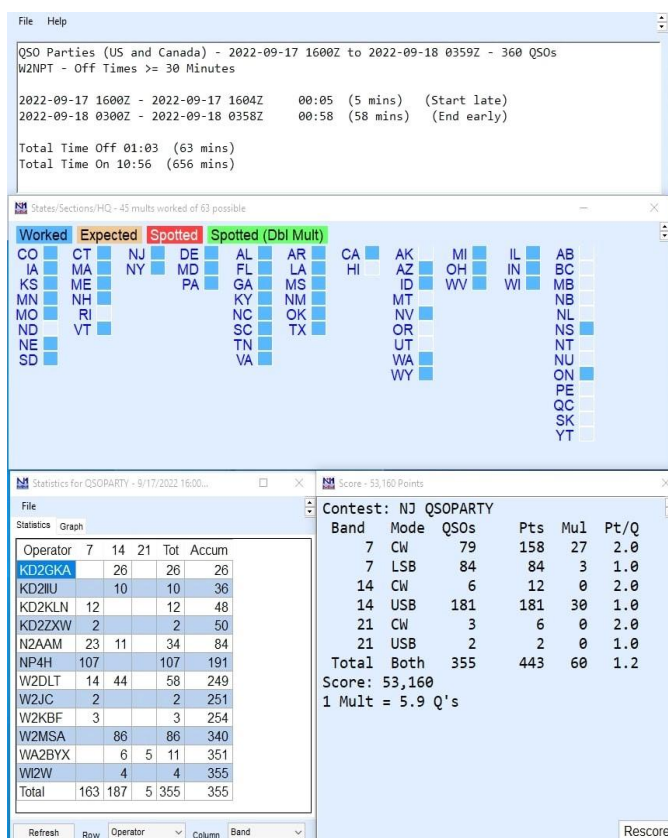 File Help
QSO Parties (US and Canada) - 2022-09-17 1600Z to 2022-09-18 0359Z - 360 QSOs
W2NPT - Off Times >= 30 Minutes
2022-09-17 1600Z - 2022-09-17 1604Z 00:05 (5 mins) (Start late)
2022-09-18 0300Z - 2022-09-18 0358Z 00:58 (58 mins) (End early)
Total Time Off 01:03 (63 mins)
Total Time On 10:56 (656 mins)
States/Sections/HQ - 45 mults worked of 63 possible
Worked Expected Spotted Spotted (Dbl Mult)
CO CT NJ DE AL AR CA AK MI IL AB
IA MA NY MD FL LA HI AZ OH IN BC
KS ME PA GA MS ID WV WI MB
MN NH KY NM MT NB
MO RI NC OK NV NL
ND VT SC TX OR NS
NE TN UT NT
SD VA WA NU
WY ON
PE
QC
SK
YT
Statistics for QSOPARTY - 9/17/2022 16:00...
File
Statistics Graph
Operator 7 14 21 Tot Accum
KD2GKA 26 26 26
KD2IIU 10 10 36
KD2KLN 12 12 48
KD2ZXW 2 2 50
N2AAM 23 11 34 84
NP4H 107 107 191
W2DLT 14 44 58 249
W2JC 2 2 251
W2KBF 3 3 254
W2MSA 86 86 340
WA2BYX 6 5 11 351
WI2W 4 4 355
Total 163 187 5 355 355
Refresh Row Operator Column Band
Score - 53,160 Points
Contest: NJ QSOPARTY
Band Mode QSOs Pts Mul Pt/Q
7 CW 79 158 27 2.0
7 LSB 84 84 3 1.0
14 CW 6 12 0 2.0
14 USB 181 181 30 1.0
21 CW 3 6 0 2.0
21 USB 2 2 0 1.0
Total Both 355 443 60 1.2
Score: 53,160
1 Mult = 5.9 Q's
Rescore